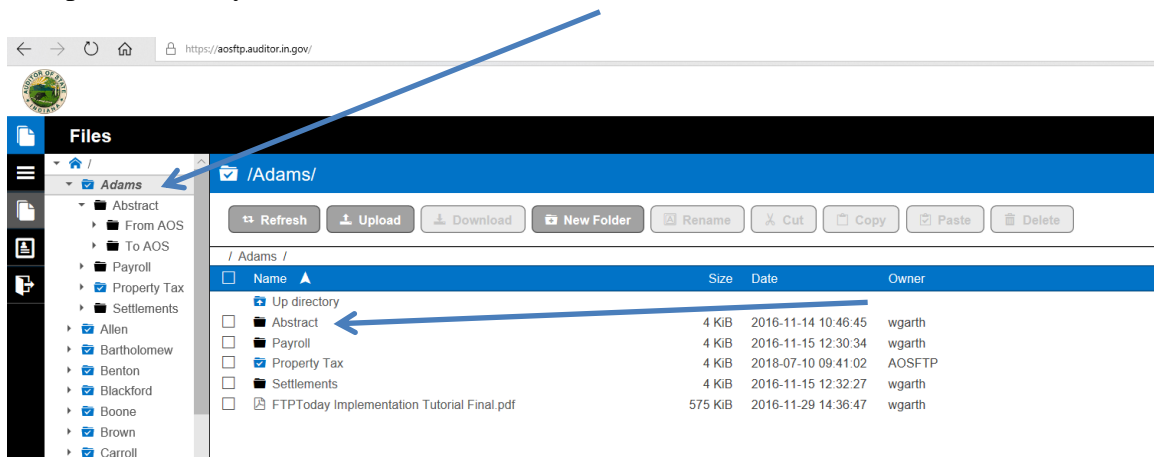 https://aosftp.auditor.in.gov/
AUDITOR OF STATE
INDIANA
Files
/
/Adams/
Adams
Abstract
From AOS
To AOS
Payroll
Property Tax
Settlements
Allen
Bartholomew
Benton
Blackford
Boone
Brown
Carroll
Refresh Upload Download New Folder Rename Cut Copy Paste Delete
/ Adams /
Name Size Date Owner
Up directory
Abstract 4 KiB 2016-11-14 10:46:45 wgarth
Payroll 4 KiB 2016-11-15 12:30:34 wgarth
Property Tax 4 KiB 2018-07-10 09:41:02 AOSFTP
Settlements 4 KiB 2016-11-15 12:32:27 wgarth
FTPToday Implementation Tutorial Final.pdf 575 KiB 2016-11-29 14:36:47 wgarth